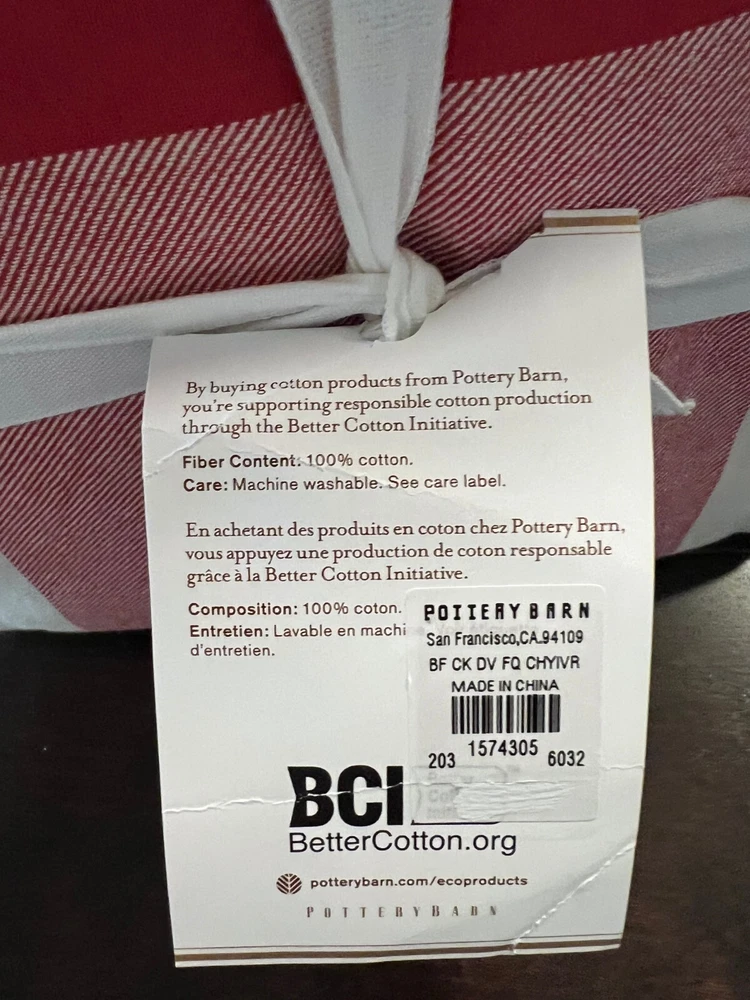 By buying cotton products from Pottery Barn,
you're supporting responsible cotton production
through the Better Cotton Initiative.
Fiber Content: 100% cotton.
Care: Machine washable. See care label.
En achetant des produits en coton chez Pottery Barn,
vous appuyez une production de coton responsable
grâce à la Better Cotton Initiative.
Composition: 100% coton.
Entretien: Lavable en machi
d'entretien.
POTTERY BARN
San Francisco,CA.94109
BF CK DV FQ CHYIVR
MADE IN CHINA
203 1574305 6032
BCI
BetterCotton.org
potterybarn.com/ecoproducts
POTTERYBARN